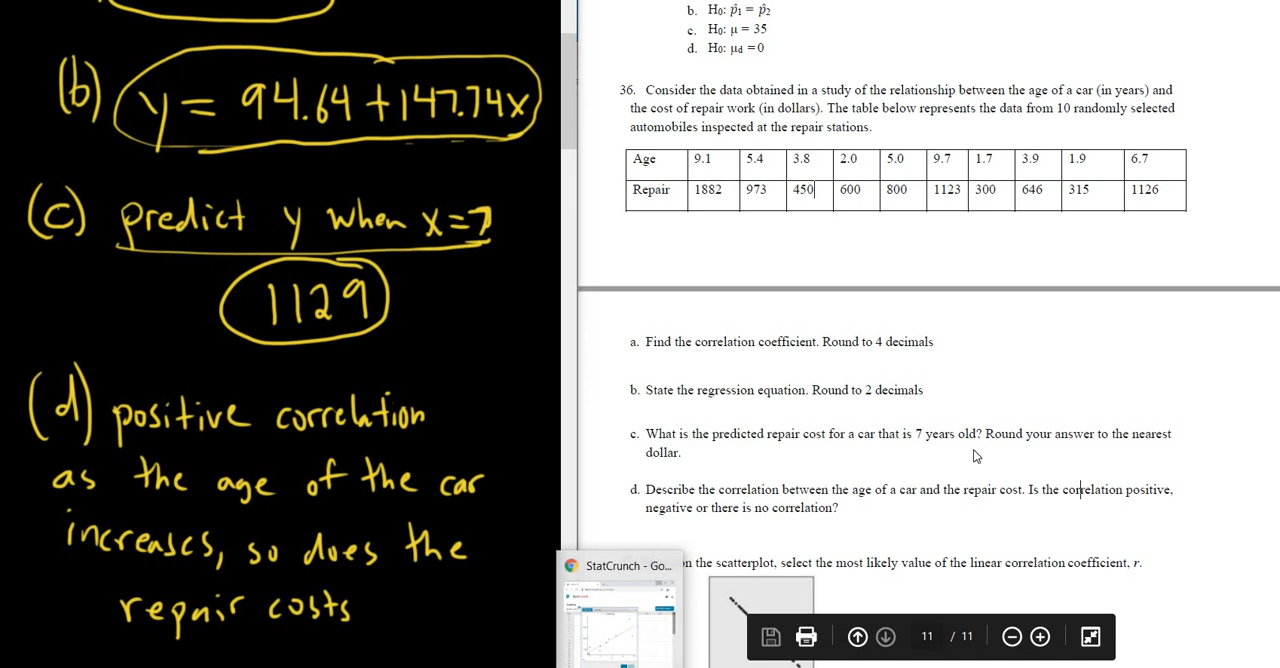 (b) y = 94.64 + 147.74x
(c) predict y when x=7
1129
(d) positive correlation
as the age of the car
increases, so does the
repair costs
b. H₀: p̂₁ = p̂₂
c. H₀: μ = 35
d. H₀: μd =0
36. Consider the data obtained in a study of the relationship between the age of a car (in years) and
the cost of repair work (in dollars). The table below represents the data from 10 randomly selected
automobiles inspected at the repair stations.
Age 9.1 5.4 3.8 2.0 5.0 9.7 1.7 3.9 1.9 6.7
Repair 1882 973 450 600 800 1123 300 646 315 1126
a. Find the correlation coefficient. Round to 4 decimals
b. State the regression equation. Round to 2 decimals
c. What is the predicted repair cost for a car that is 7 years old? Round your answer to the nearest
dollar.
d. Describe the correlation between the age of a car and the repair cost. Is the correlation positive,
negative or there is no correlation?
n the scatterplot, select the most likely value of the linear correlation coefficient, r.
StatCrunch - Go...
11 / 11